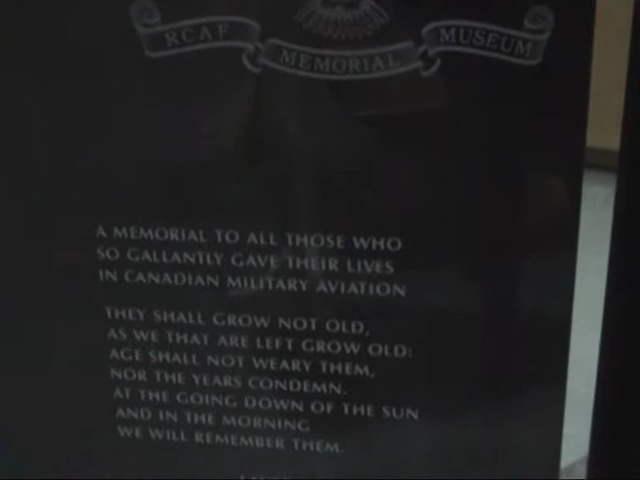 RCAF MEMORIAL MUSEUM
A MEMORIAL TO ALL THOSE WHO
SO GALLANTLY GAVE THEIR LIVES
IN CANADIAN MILITARY AVIATION
THEY SHALL GROW NOT OLD,
AS WE THAT ARE LEFT GROW OLD:
AGE SHALL NOT WEARY THEM,
NOR THE YEARS CONDEMN.
AT THE GOING DOWN OF THE SUN
AND IN THE MORNING
WE WILL REMEMBER THEM.